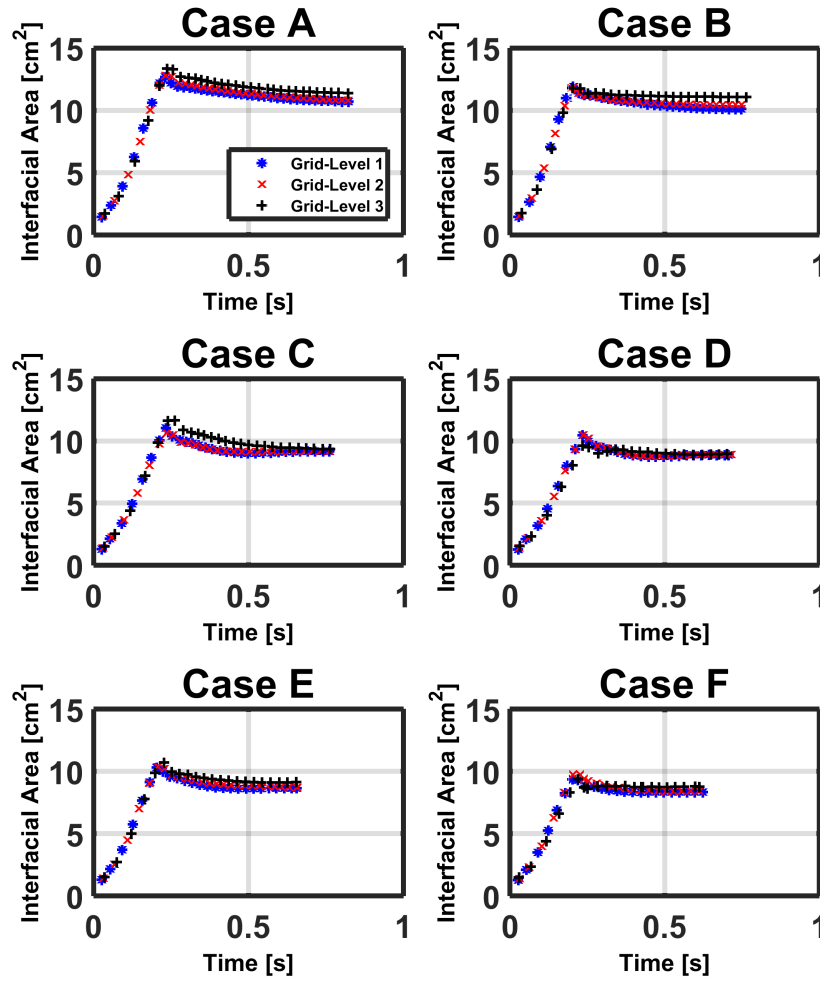 Case A
Interfacial Area [cm²]
15
10
5
0
Grid-Level 1
Grid-Level 2
Grid-Level 3
0 0.5 1
Time [s]
Case B
Interfacial Area [cm²]
15
10
5
0
0 0.5 1
Time [s]
Case C
Interfacial Area [cm²]
15
10
5
0
0 0.5 1
Time [s]
Case D
Interfacial Area [cm²]
15
10
5
0
0 0.5 1
Time [s]
Case E
Interfacial Area [cm²]
15
10
5
0
0 0.5 1
Time [s]
Case F
Interfacial Area [cm²]
15
10
5
0
0 0.5 1
Time [s]